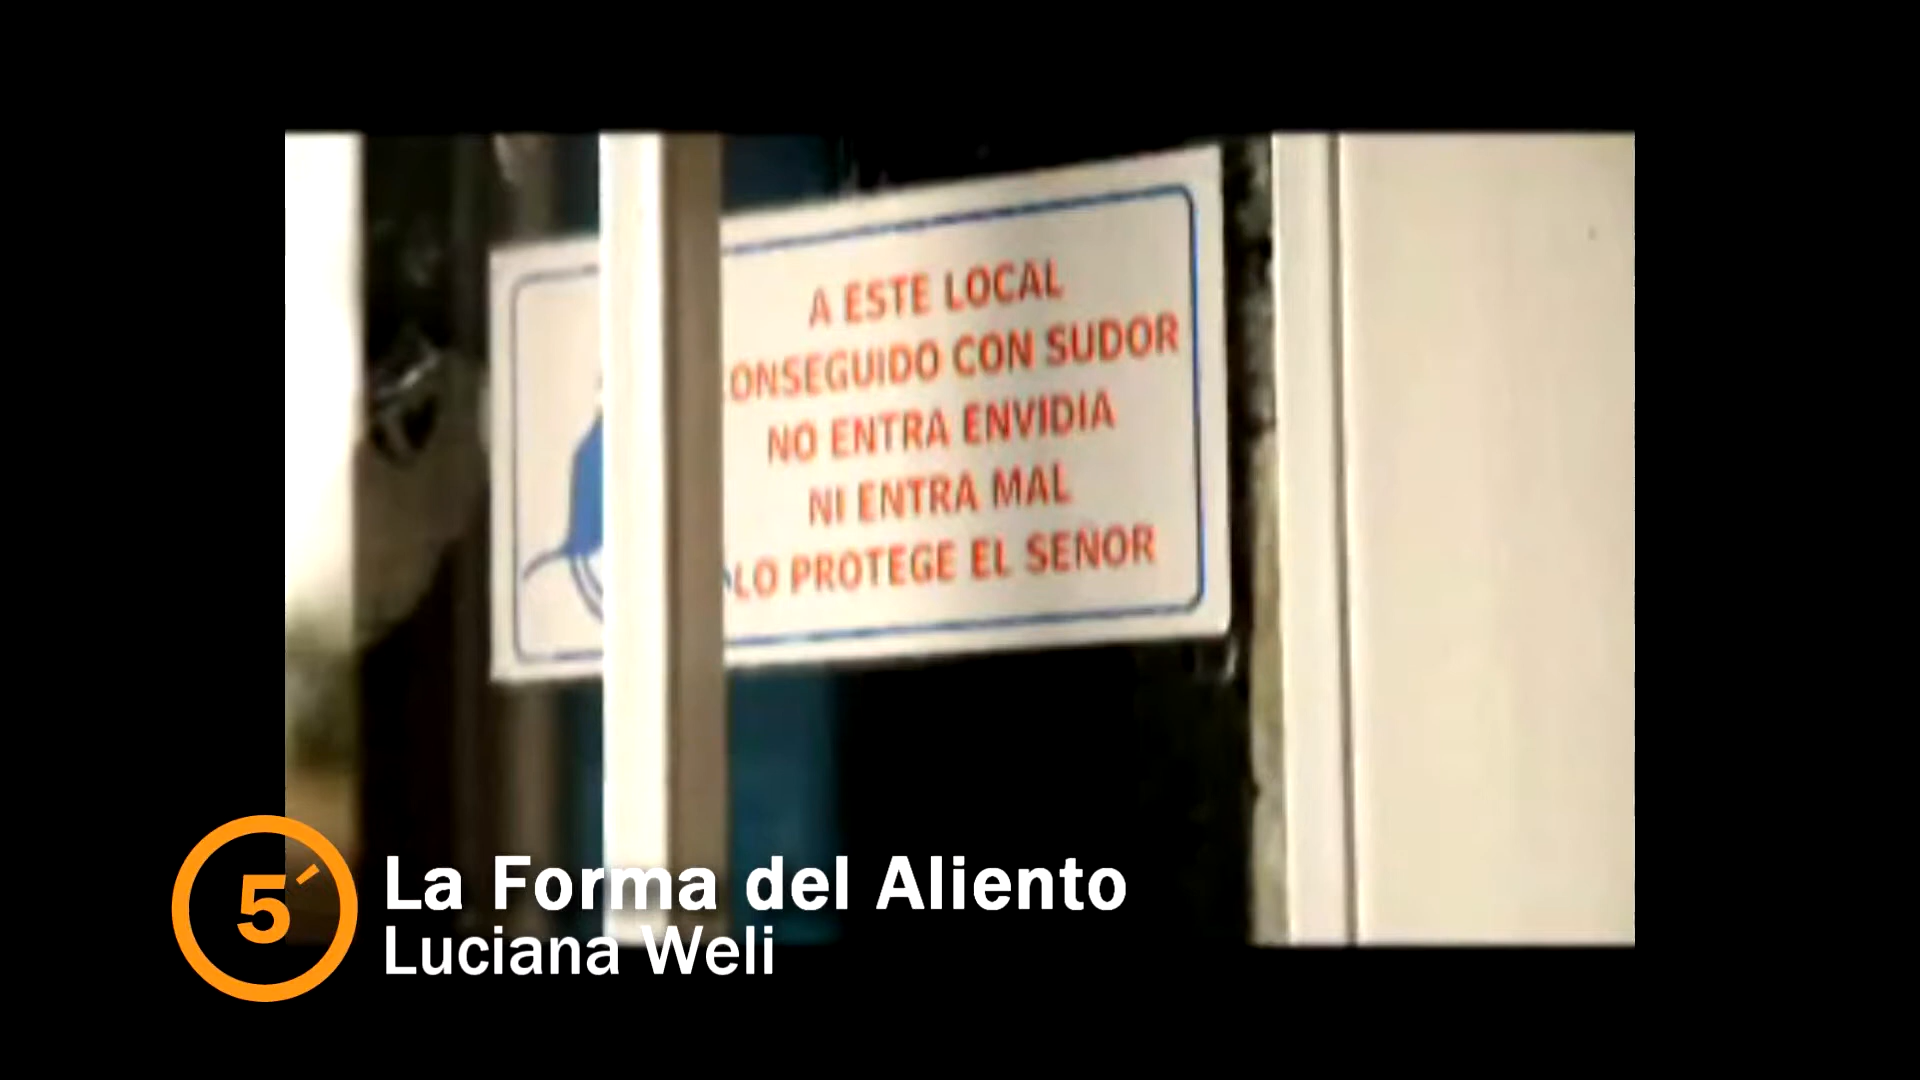 A ESTE LOCAL
ONSEGUIDO CON SUDOR
NO ENTRA ENVIDIA
NI ENTRA MAL
LO PROTEGE EL SEÑOR
5´
La Forma del Aliento
Luciana Weli